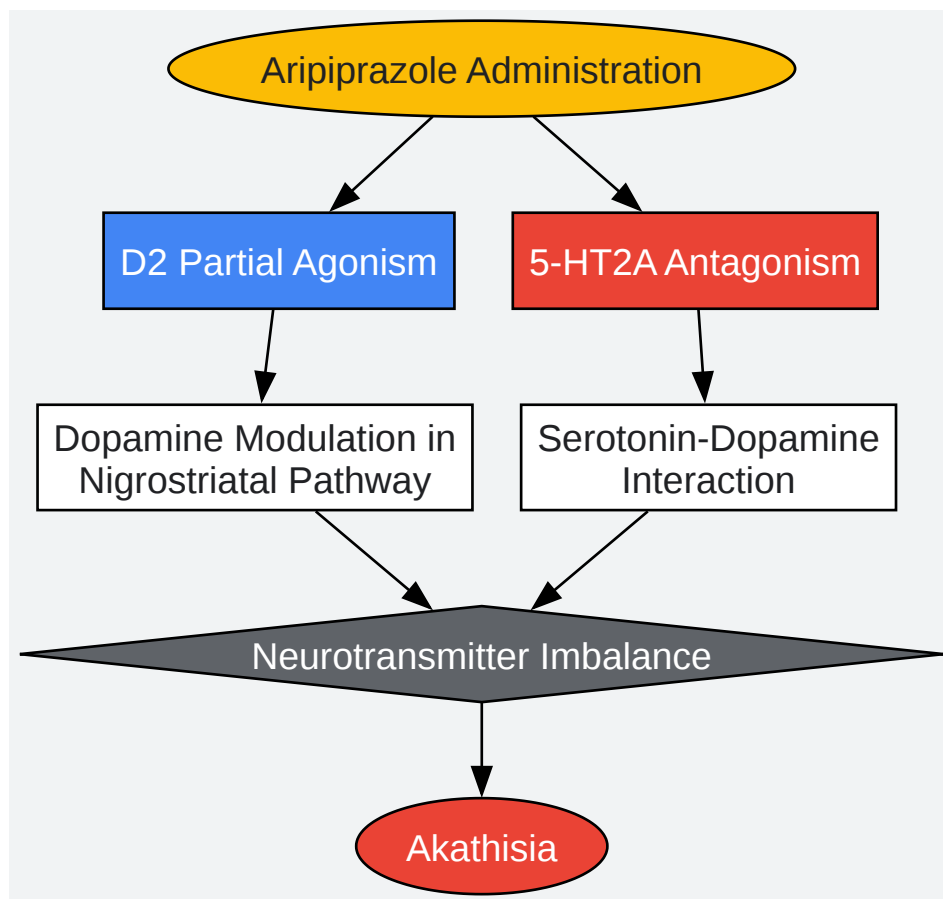 Aripiprazole Administration
D2 Partial Agonism
5-HT2A Antagonism
Dopamine Modulation in
Nigrostriatal Pathway
Serotonin-Dopamine
Interaction
Neurotransmitter Imbalance
Akathisia